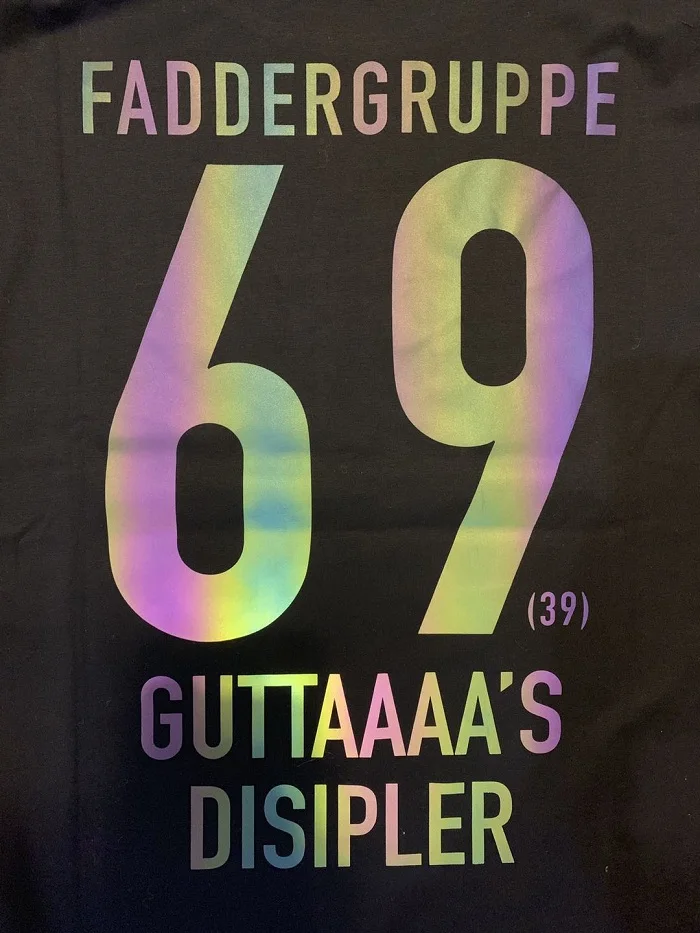 FADDERGRUPPE
69
(39)
GUTTAAAA'S
DISIPLER